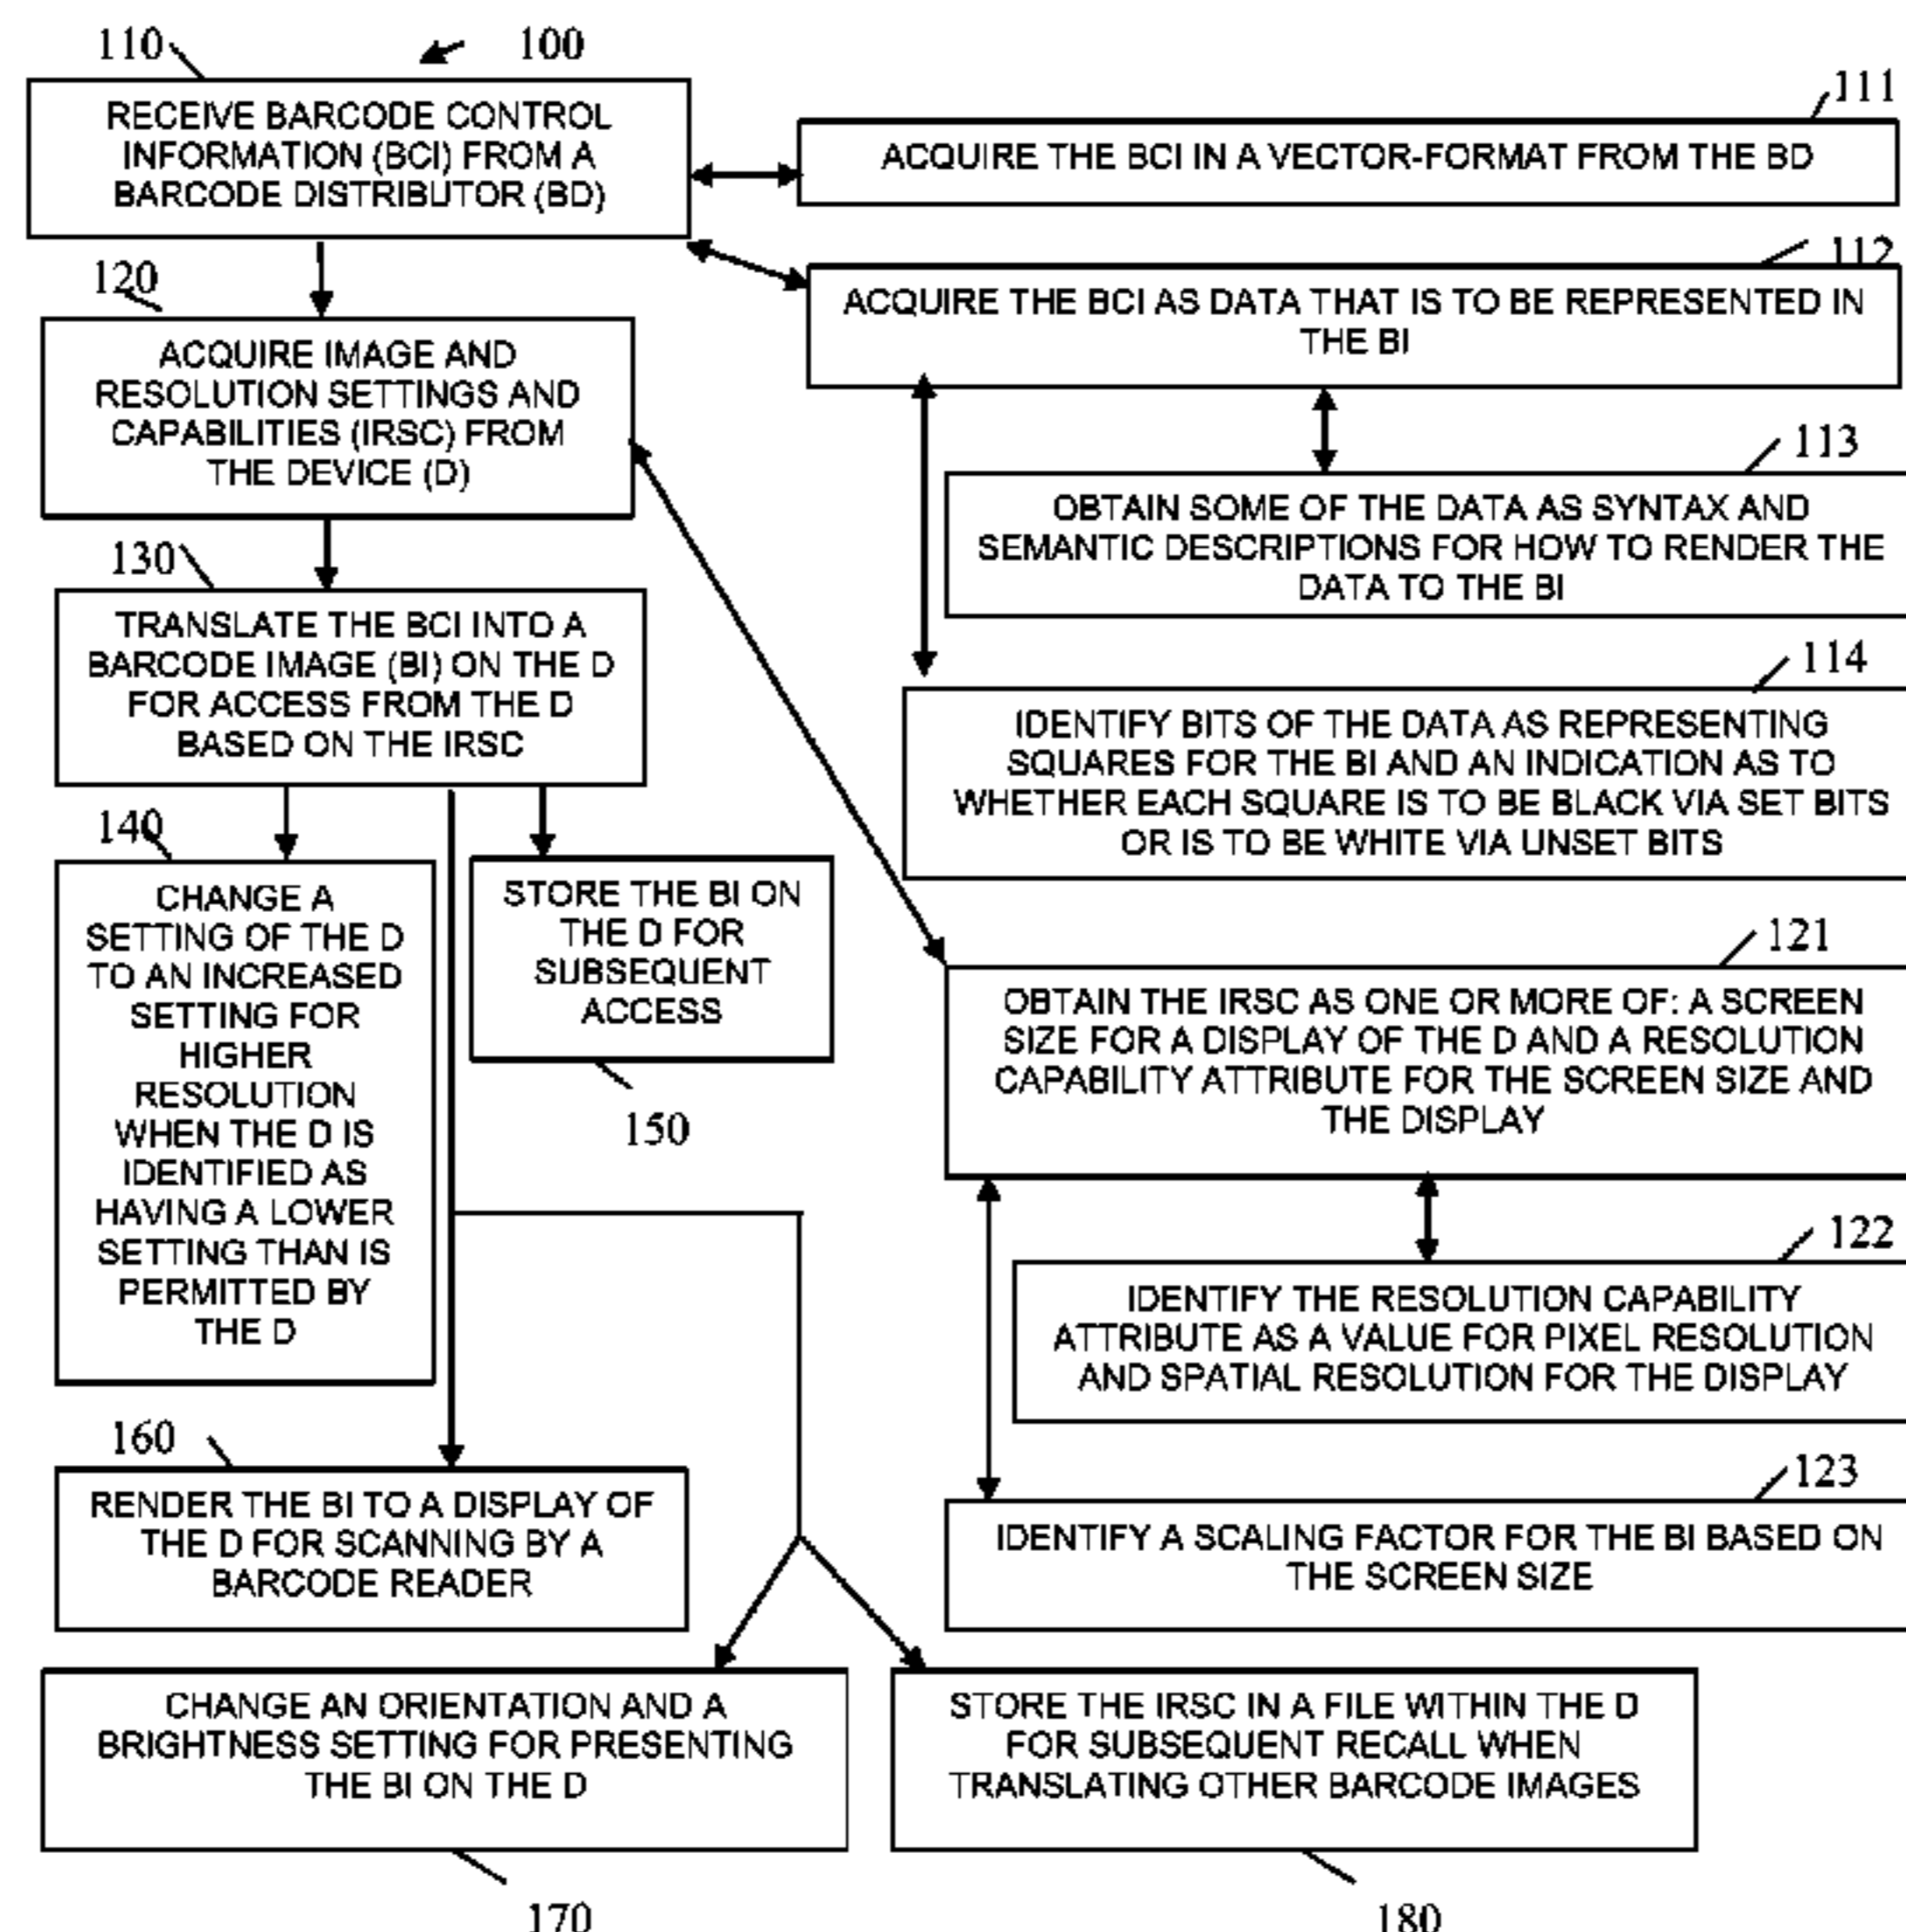 110
100
RECEIVE BARCODE CONTROL
INFORMATION (BCI) FROM A
BARCODE DISTRIBUTOR (BD)
111
ACQUIRE THE BCI IN A VECTOR-FORMAT FROM THE BD
112
ACQUIRE THE BCI AS DATA THAT IS TO BE REPRESENTED IN
THE BI
120
ACQUIRE IMAGE AND
RESOLUTION SETTINGS AND
CAPABILITIES (IRSC) FROM
THE DEVICE (D)
113
OBTAIN SOME OF THE DATA AS SYNTAX AND
SEMANTIC DESCRIPTIONS FOR HOW TO RENDER THE
DATA TO THE BI
130
TRANSLATE THE BCI INTO A
BARCODE IMAGE (BI) ON THE D
FOR ACCESS FROM THE D
BASED ON THE IRSC
114
IDENTIFY BITS OF THE DATA AS REPRESENTING
SQUARES FOR THE BI AND AN INDICATION AS TO
WHETHER EACH SQUARE IS TO BE BLACK VIA SET BITS
OR IS TO BE WHITE VIA UNSET BITS
140
CHANGE A
SETTING OF THE D
TO AN INCREASED
SETTING FOR
HIGHER
RESOLUTION
WHEN THE D IS
IDENTIFIED AS
HAVING A LOWER
SETTING THAN IS
PERMITTED BY
THE D
STORE THE BI ON
THE D FOR
SUBSEQUENT
ACCESS
150
121
OBTAIN THE IRSC AS ONE OR MORE OF: A SCREEN
SIZE FOR A DISPLAY OF THE D AND A RESOLUTION
CAPABILITY ATTRIBUTE FOR THE SCREEN SIZE AND
THE DISPLAY
122
IDENTIFY THE RESOLUTION CAPABILITY
ATTRIBUTE AS A VALUE FOR PIXEL RESOLUTION
AND SPATIAL RESOLUTION FOR THE DISPLAY
160
RENDER THE BI TO A DISPLAY OF
THE D FOR SCANNING BY A
BARCODE READER
123
IDENTIFY A SCALING FACTOR FOR THE BI BASED ON
THE SCREEN SIZE
CHANGE AN ORIENTATION AND A
BRIGHTNESS SETTING FOR PRESENTING
THE BI ON THE D
170
STORE THE IRSC IN A FILE WITHIN THE D
FOR SUBSEQUENT RECALL WHEN
TRANSLATING OTHER BARCODE IMAGES
180